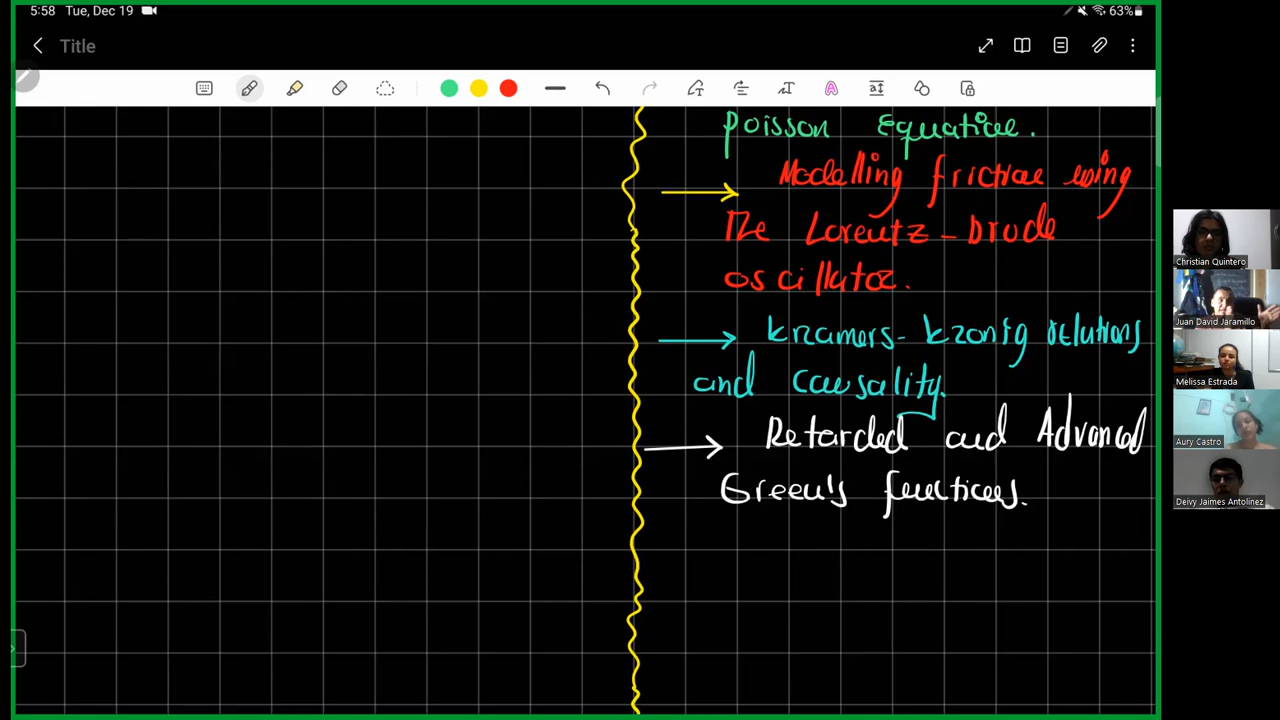 5:58 Tue, Dec 19
63%
Title
Poisson Equation.
Modelling friction using
the Lorentz-Drude
oscillator.
Kramers-Kronig relations
and causality.
Retarded and Advanced
Green's functions.
Christian Quintero
Juan David Jaramillo
Melissa Estrada
Aury Castro
Deivy Jaimes Antolinez